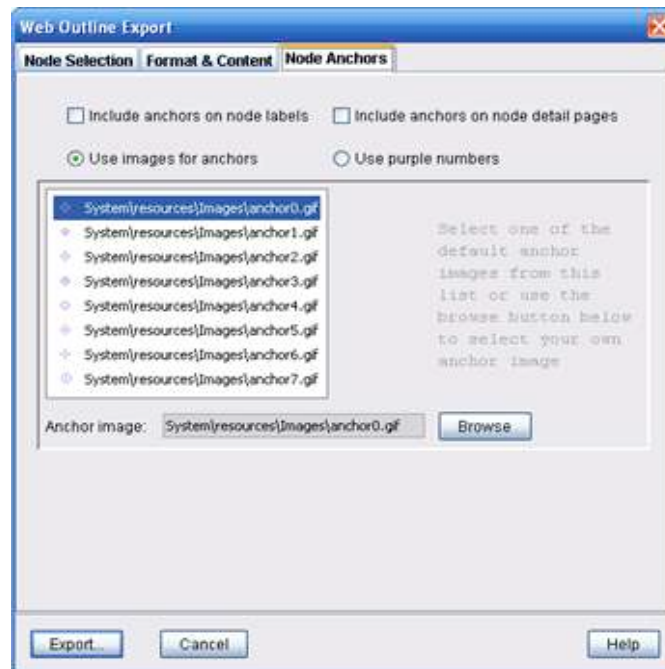 Web Outline Export
Node Selection Format & Content Node Anchors
Include anchors on node labels Include anchors on node detail pages
Use images for anchors Use purple numbers
System\resources\Images\anchor0.gif
System\resources\Images\anchor1.gif
System\resources\Images\anchor2.gif
System\resources\Images\anchor3.gif
System\resources\Images\anchor4.gif
System\resources\Images\anchor5.gif
System\resources\Images\anchor6.gif
System\resources\Images\anchor7.gif
Select one of the
default anchor
images from this
list or use the
browse button below
to select your own
anchor image
Anchor image: System\resources\Images\anchor0.gif Browse
Export... Cancel Help